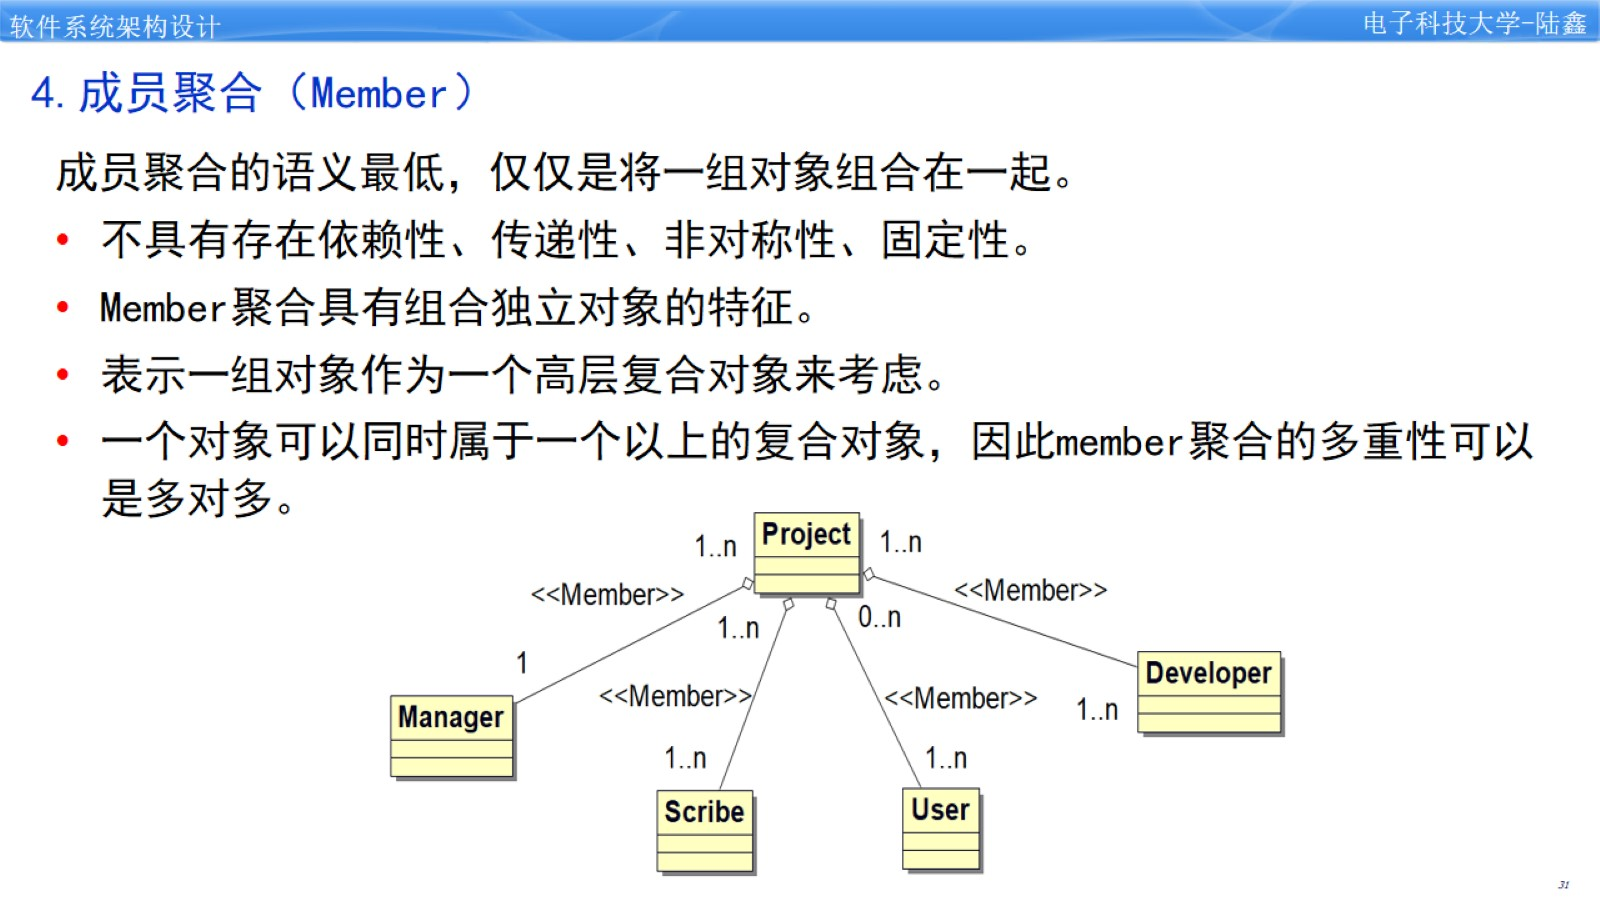 软件系统架构设计
电子科技大学-陆鑫
4.成员聚合（Member）
成员聚合的语义最低，仅仅是将一组对象组合在一起。
• 不具有存在依赖性、传递性、非对称性、固定性。
• Member聚合具有组合独立对象的特征。
• 表示一组对象作为一个高层复合对象来考虑。
• 一个对象可以同时属于一个以上的复合对象，因此member聚合的多重性可以
是多对多。
Project
1..n
1..n
<<Member>>
<<Member>>
1..n
0..n
1
Developer
<<Member>>
<<Member>>
1..n
Manager
1..n
1..n
Scribe
User
31